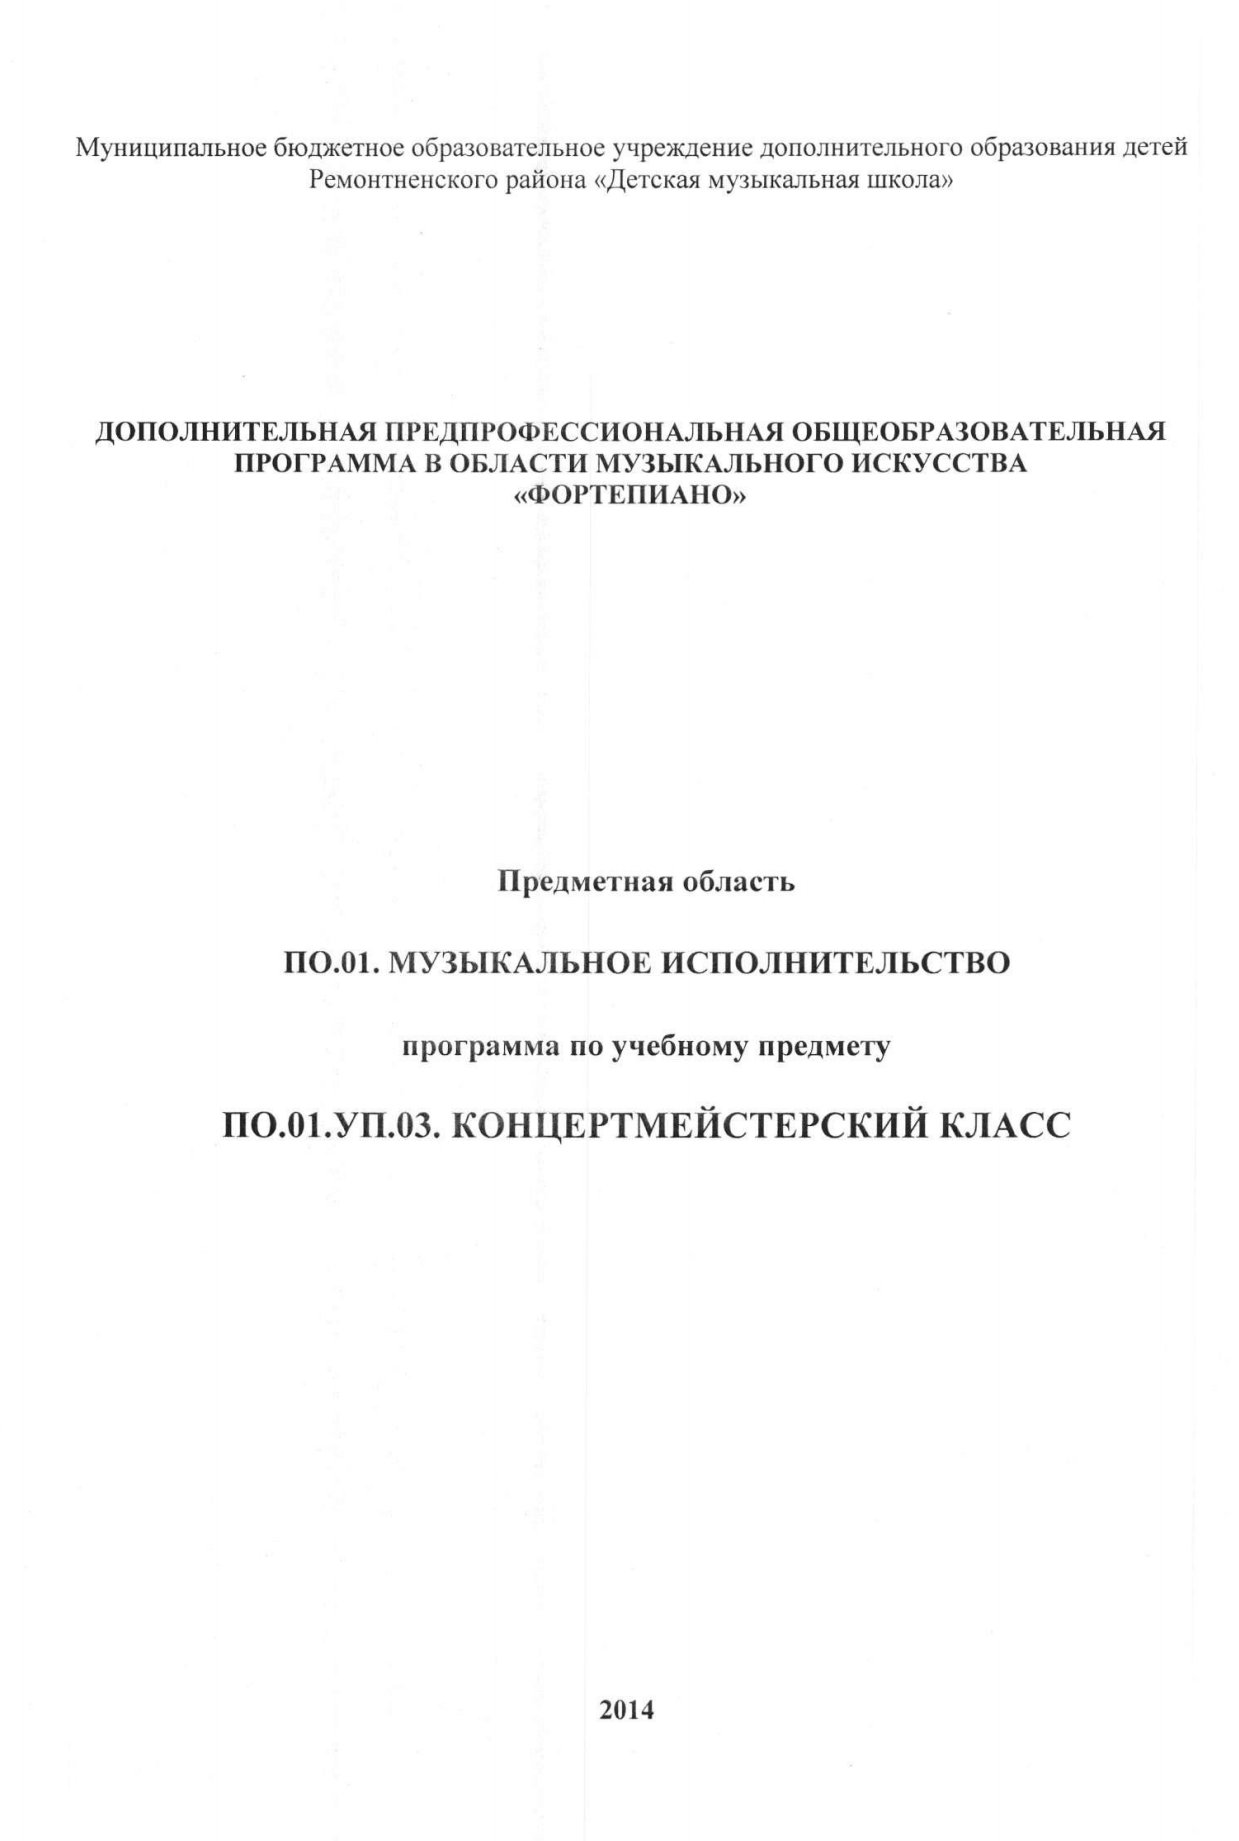 Муниципальное бюджетное образовательное учреждение дополнительного образования детей
Ремонтненского района «Детская музыкальная школа»
ДОПОЛНИТЕЛЬНАЯ ПРЕДПРОФЕССИОНАЛЬНАЯ ОБЩЕОБРАЗОВАТЕЛЬНАЯ
ПРОГРАММА В ОБЛАСТИ МУЗЫКАЛЬНОГО ИСКУССТВА
«ФОРТЕПИАНО»
Предметная область
ПО.01. МУЗЫКАЛЬНОЕ ИСПОЛНИТЕЛЬСТВО
программа по учебному предмету
ПО.01.УП.03. КОНЦЕРТМЕЙСТЕРСКИЙ КЛАСС
2014